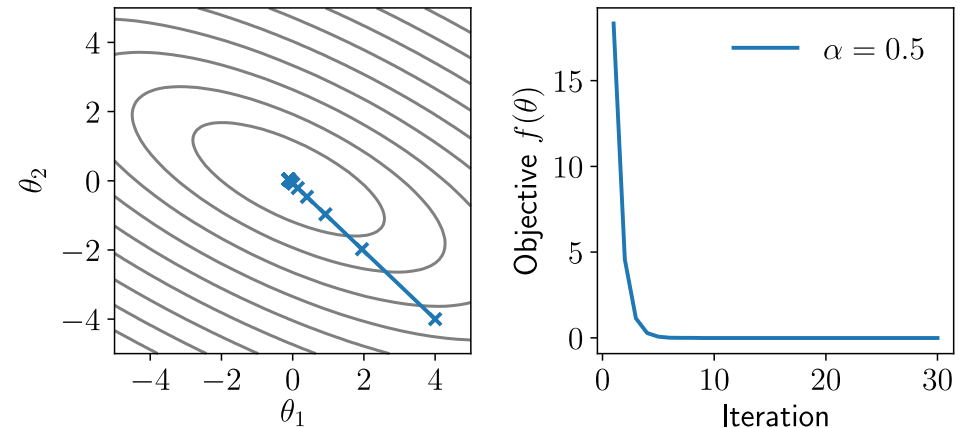 4
2
0
−2
−4
θ₂
−4 −2 0 2 4
θ₁
15
10
5
0
Objective f(θ)
α = 0.5
0 10 20 30
Iteration